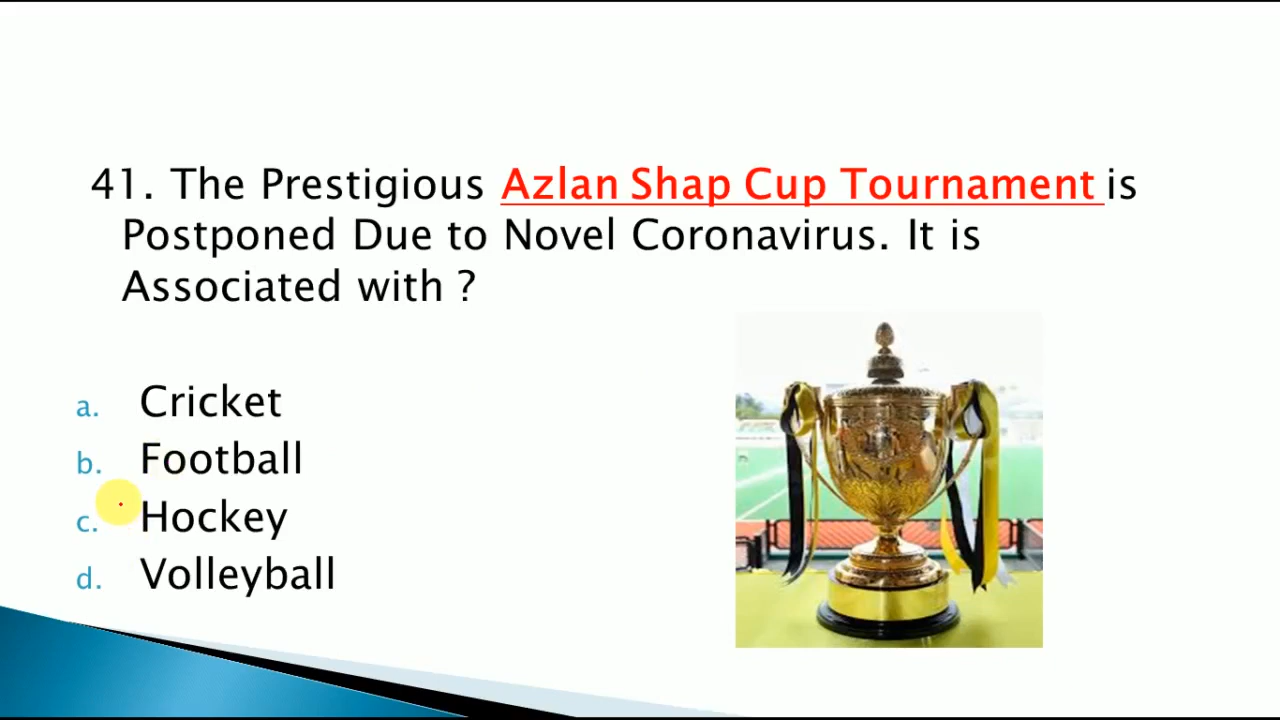 41. The Prestigious Azlan Shap Cup Tournament is
Postponed Due to Novel Coronavirus. It is
Associated with ?
a. Cricket
b. Football
c. Hockey
d. Volleyball